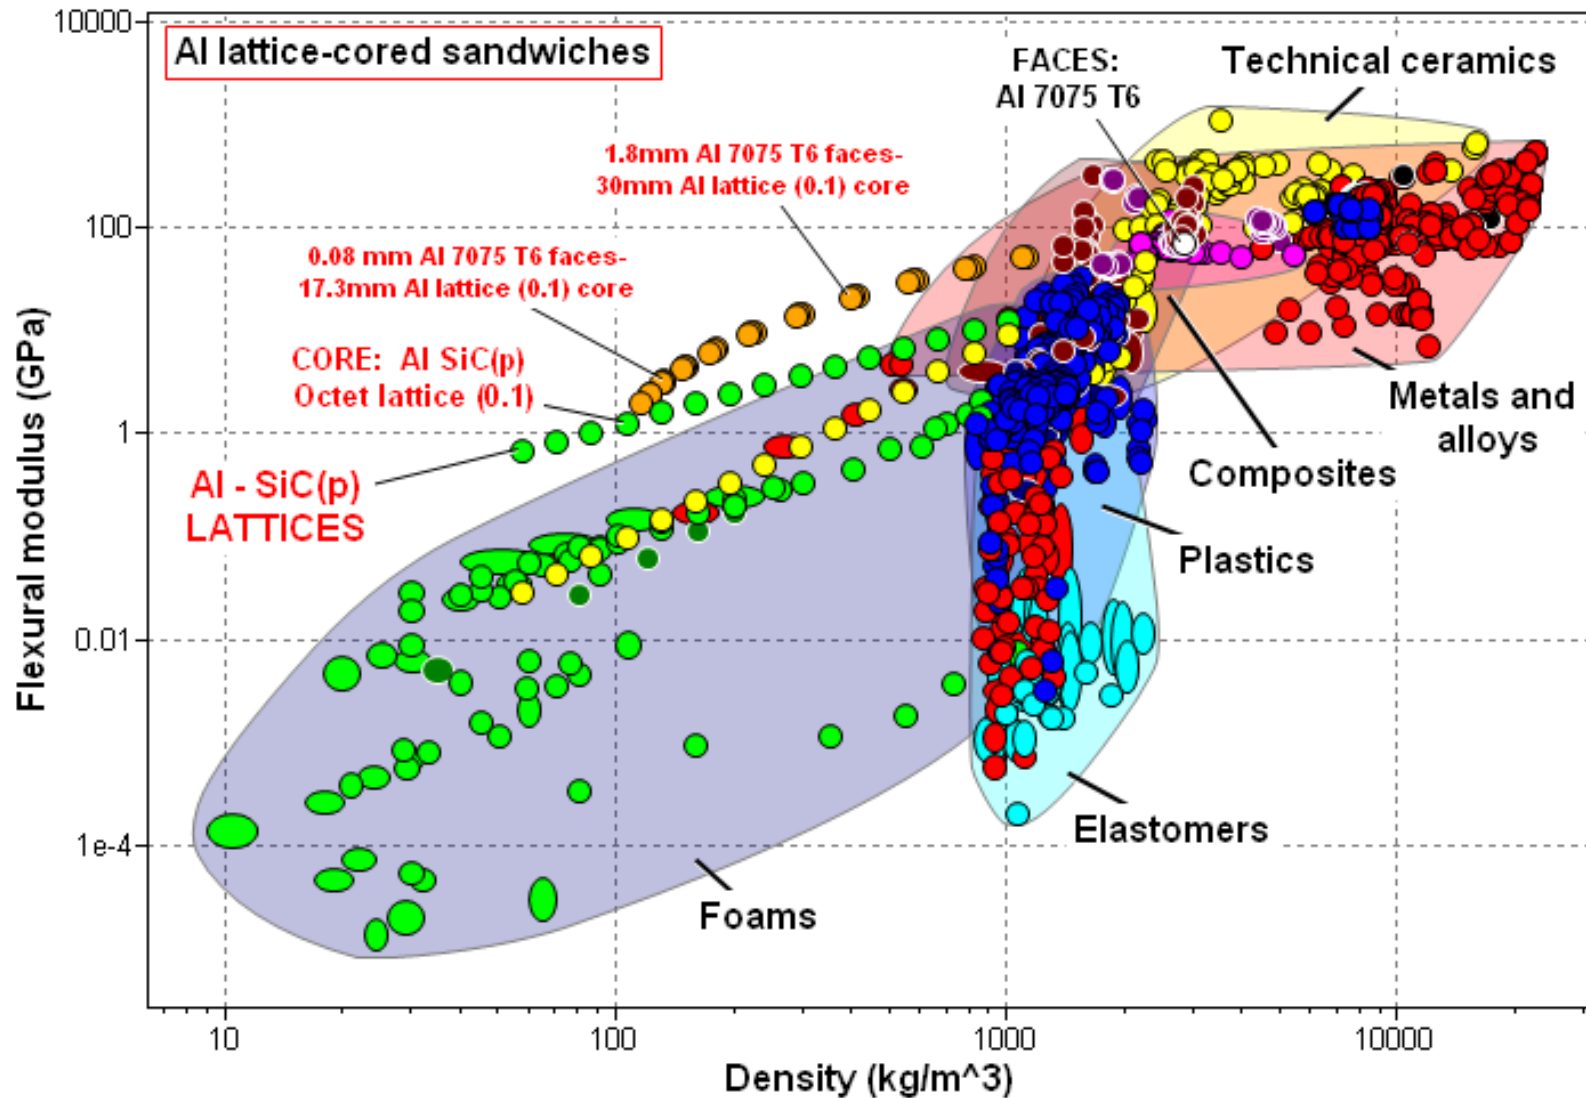 10000
Al lattice-cored sandwiches
FACES:
Al 7075 T6
Technical ceramics
1.8mm Al 7075 T6 faces-
30mm Al lattice (0.1) core
100
0.08 mm Al 7075 T6 faces-
17.3mm Al lattice (0.1) core
CORE: Al SiC(p)
Octet lattice (0.1)
Metals and
alloys
1
Composites
Al - SiC(p)
LATTICES
Plastics
0.01
Flexural modulus (GPa)
Elastomers
1e-4
Foams
10
100
1000
10000
Density (kg/m^3)